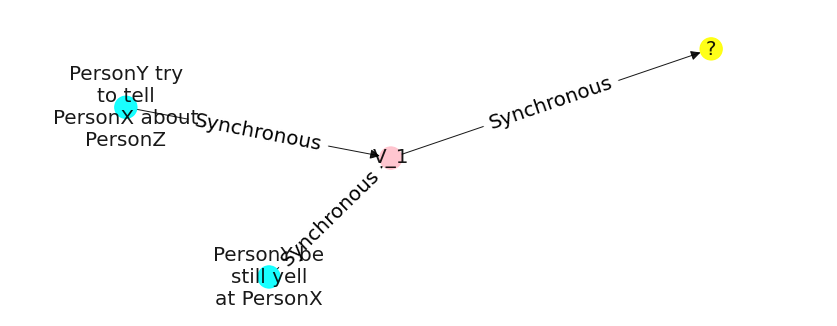 ?
PersonY try
to tell
PersonX about
PersonZ
Synchronous
Synchronous
V_1
Synchronous
PersonY be
still yell
at PersonX